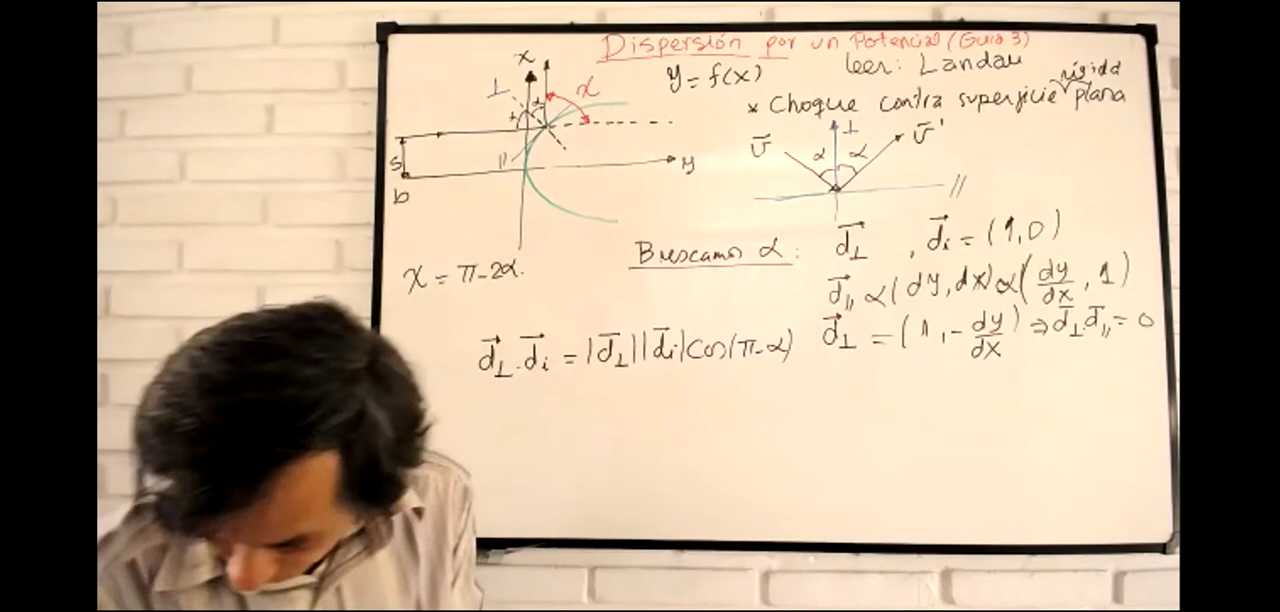 Dispersión por un Potencial (Guía 3)
y = f(x)
leer: Landau
* Choque contra superficie rígida plana
x
⊥
α
α
χ
S
b
//
y
v⃗
⊥
v⃗'
α
α
//
Buscamos α: d⃗⊥, d⃗i = (1,0)
χ = π-2α.
d⃗// ∝ (dy, dx) ∝ (dy/dx, 1)
d⃗⊥ = (1, -dy/dx) ⇒ d⃗⊥ d⃗// = 0
d⃗⊥ . d⃗i = |d⃗⊥| |d⃗i| cos(π-α)